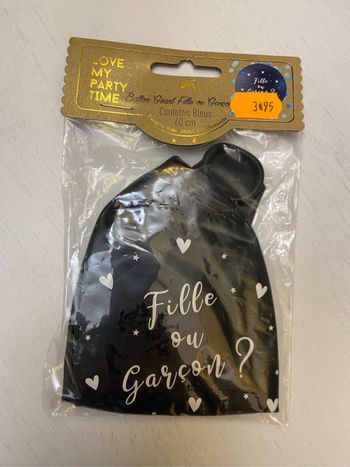 LOVE
MY
PARTY
TIME
Ballon Géant Fille ou Garçon
Confettis Bleus
60 cm
Fille
ou
Garçon ?
3€95
Fille
ou
Garçon ?